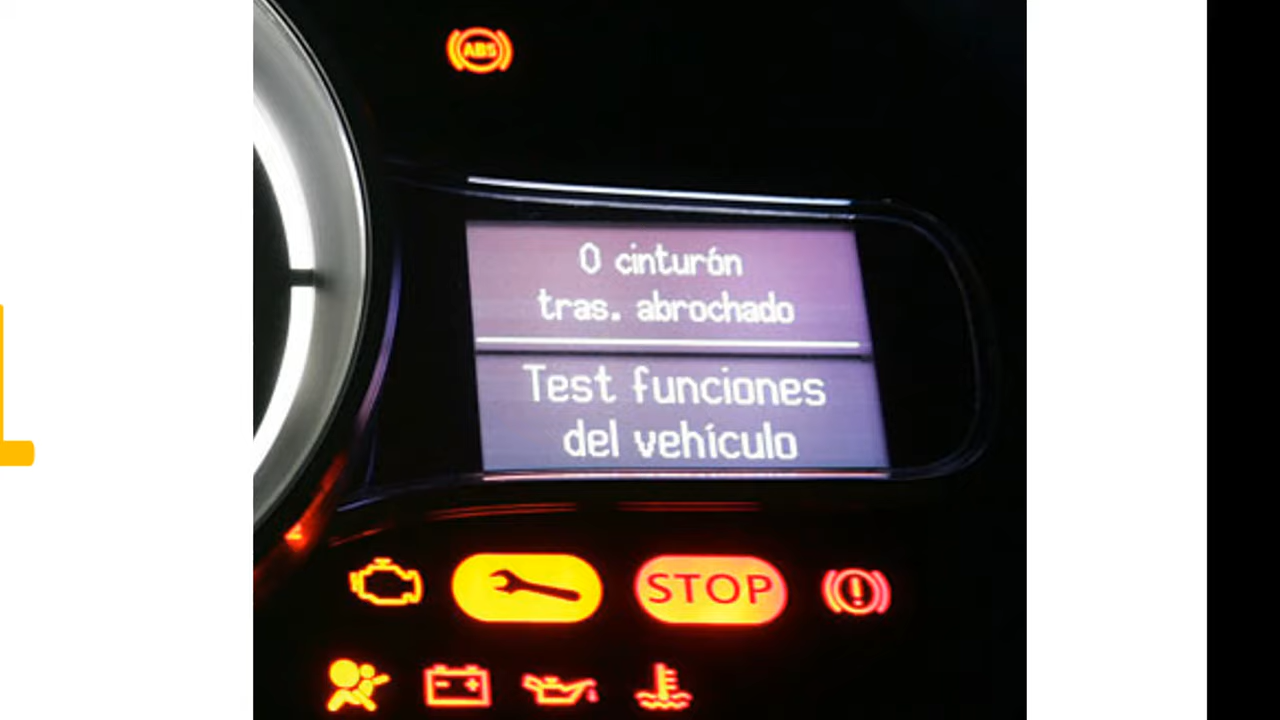 ABS
0 cinturón
tras. abrochado
Test funciones
del vehículo
STOP